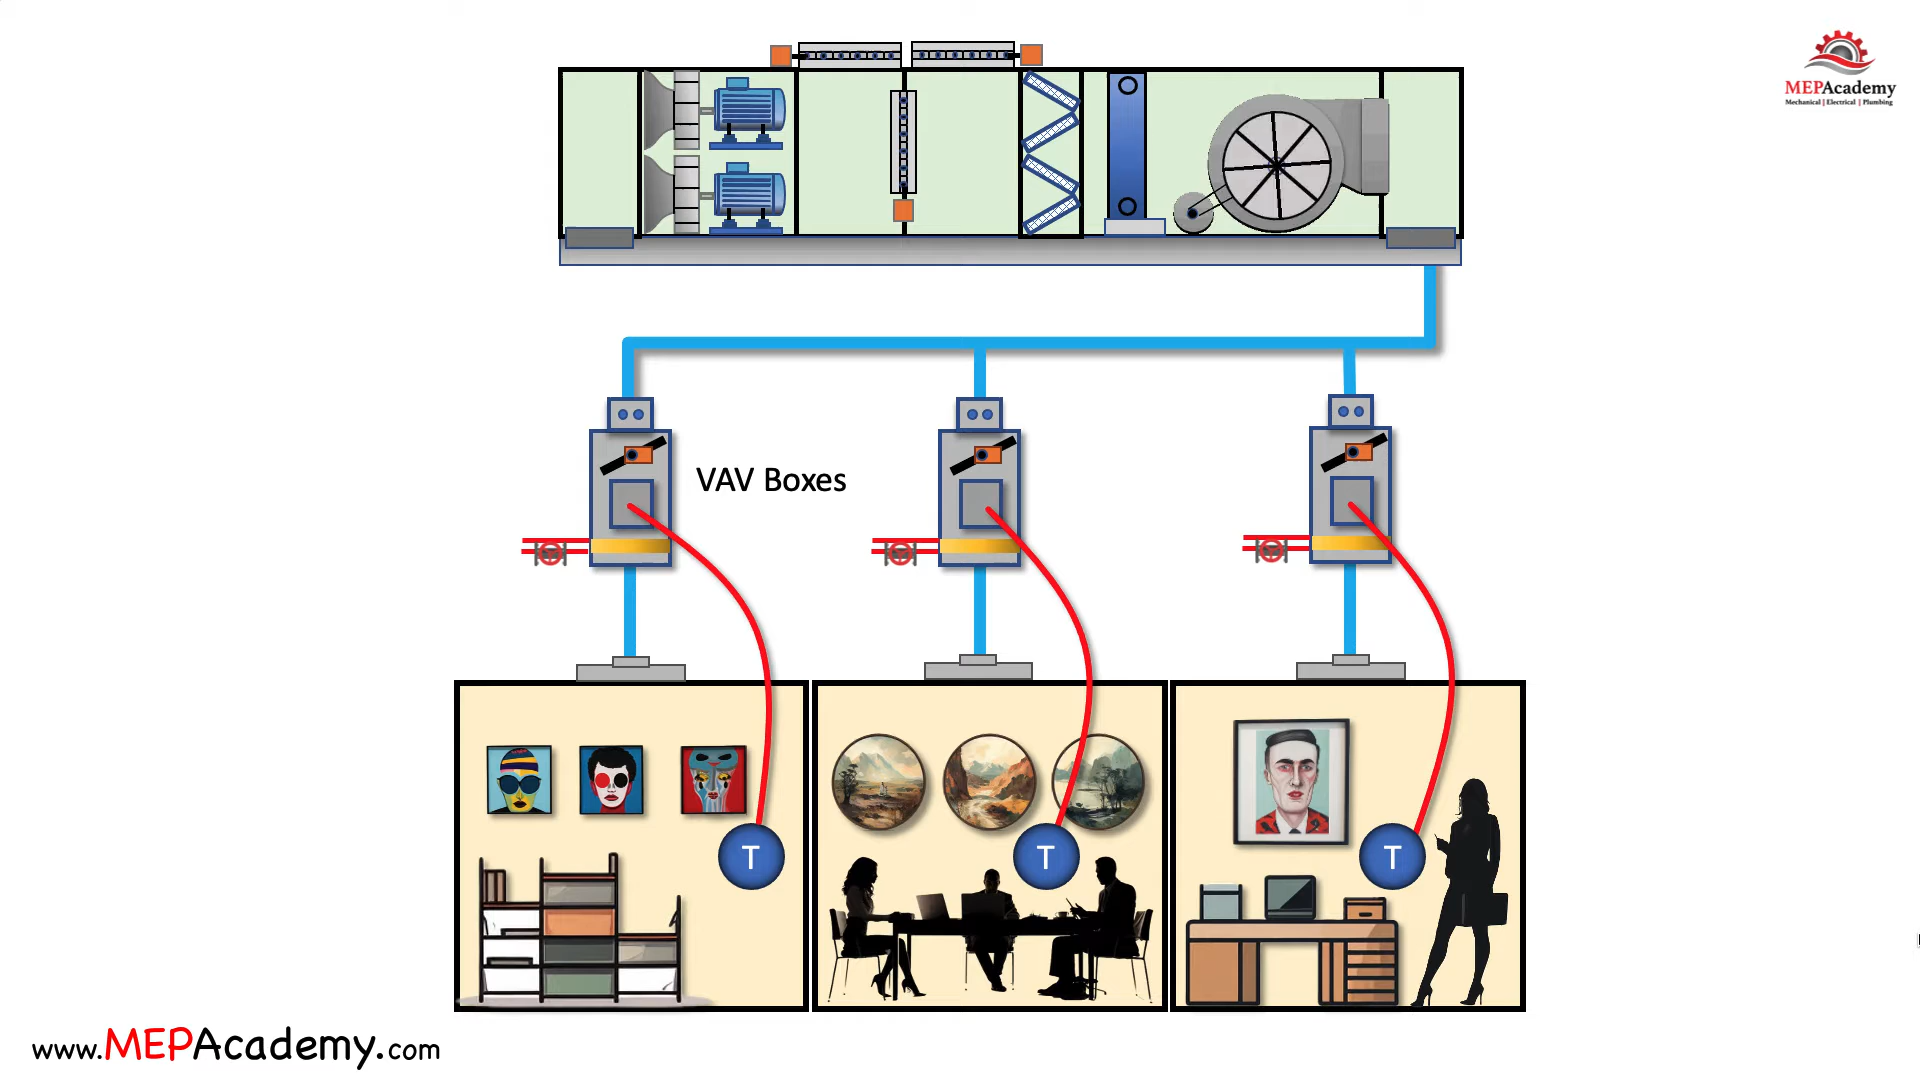 MEPAcademy
Mechanical | Electrical | Plumbing
VAV Boxes
T
T
T
www.MEPAcademy.com